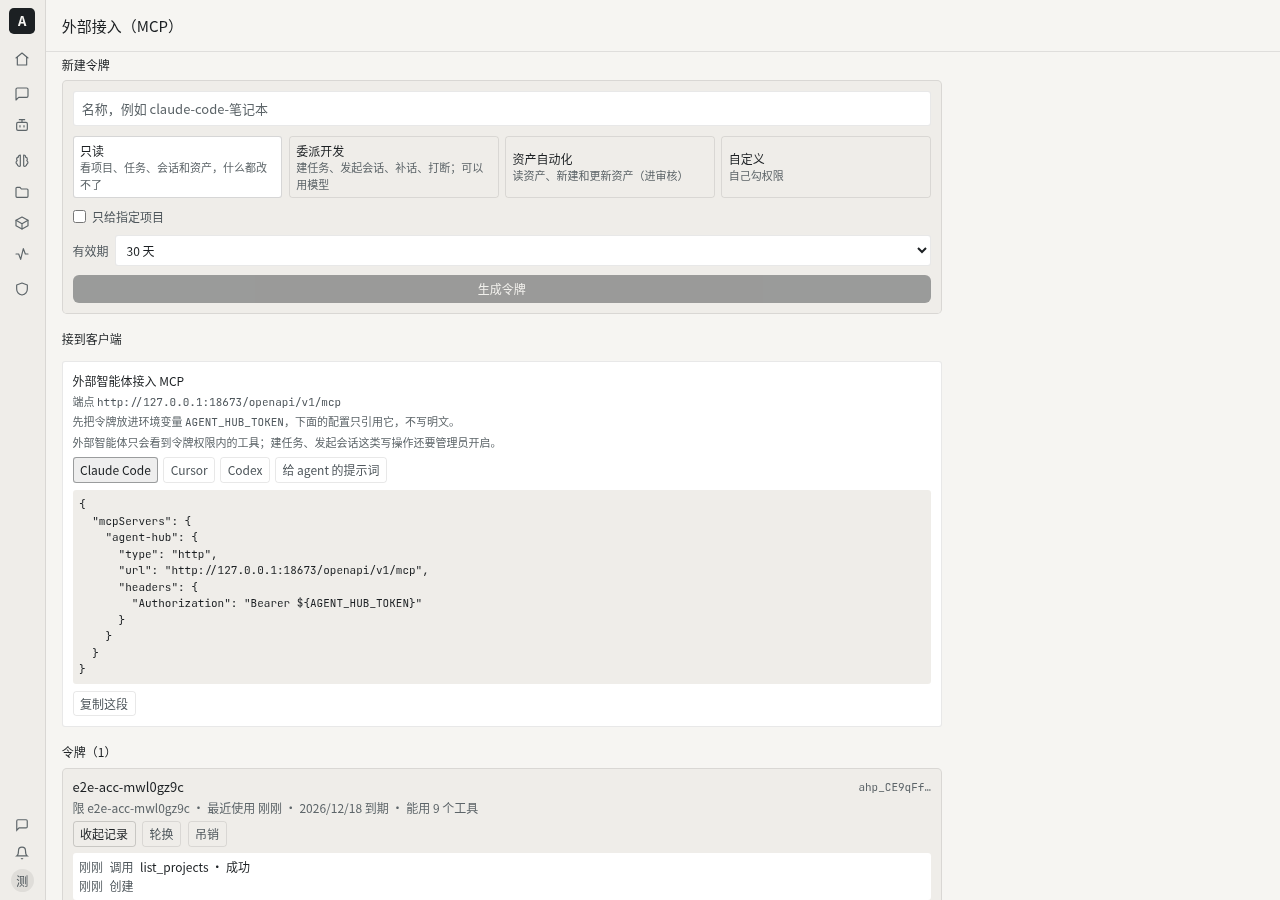 A
外部接入（MCP）
新建令牌
名称，例如 claude-code-笔记本
只读
看项目、任务、会话和资产，什么都改不了
委派开发
建任务、发起会话、补话、打断；可以用模型
资产自动化
读资产、新建和更新资产（进审核）
自定义
自己勾权限
只给指定项目
有效期
30 天
生成令牌
接到客户端
外部智能体接入 MCP
端点 http://127.0.0.1:18673/openapi/v1/mcp
先把令牌放进环境变量 AGENT_HUB_TOKEN，下面的配置只引用它，不写明文。
外部智能体只会看到令牌权限内的工具；建任务、发起会话这类写操作还要管理员开启。
Claude Code
Cursor
Codex
给 agent 的提示词
{
  "mcpServers": {
    "agent-hub": {
      "type": "http",
      "url": "http://127.0.0.1:18673/openapi/v1/mcp",
      "headers": {
        "Authorization": "Bearer ${AGENT_HUB_TOKEN}"
      }
    }
  }
}
复制这段
令牌（1）
e2e-acc-mwl0gz9c
ahp_CE9qFf…
限 e2e-acc-mwl0gz9c · 最近使用 刚刚 · 2026/12/18 到期 · 能用 9 个工具
收起记录
轮换
吊销
刚刚 调用 list_projects · 成功
刚刚 创建
测